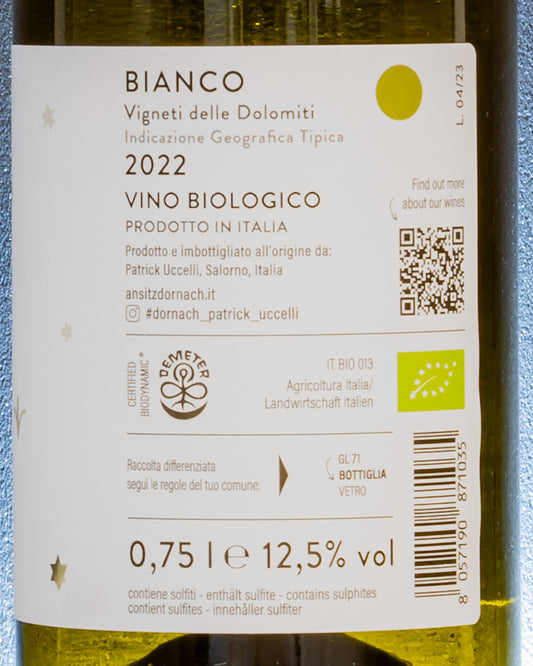 BIANCO
Vigneti delle Dolomiti
Indicazione Geografica Tipica
2022
VINO BIOLOGICO
PRODOTTO IN ITALIA
Prodotto e imbottigliato all'origine da:
Patrick Uccelli, Salorno, Italia
ansitzdornach.it
#dornach_patrick_uccelli
L. 04/23
Find out more
about our wines
CERTIFIED
BIODYNAMIC®
DEMETER
IT BIO 013
Agricoltura Italia/
Landwirtschaft Italien
Raccolta differenziata
segui le regole del tuo comune:
GL 71
BOTTIGLIA
VETRO
8 057190 871035
0,75 l ℮ 12,5% vol
contiene solfiti - enthält sulfite - contains sulphites
contient sulfites - innehåller sulfiter